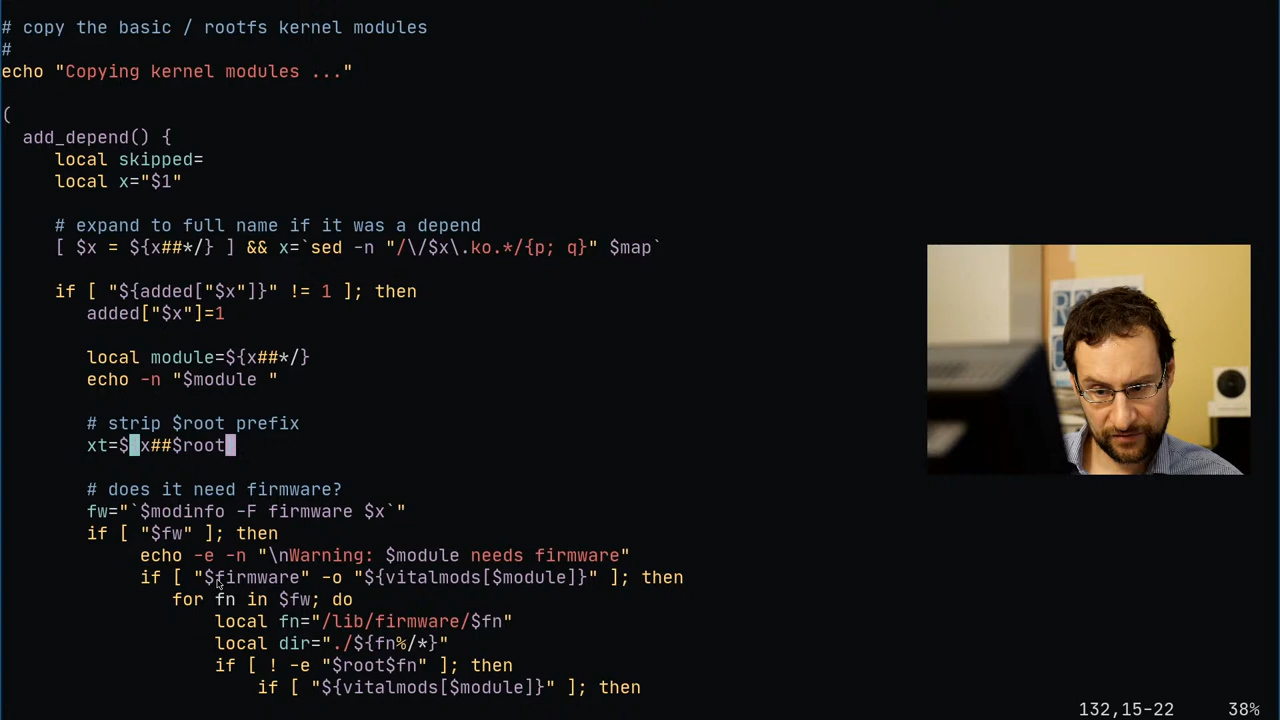 # copy the basic / rootfs kernel modules
#
echo "Copying kernel modules ..."
(
add_depend() {
local skipped=
local x="$1"
# expand to full name if it was a depend
[ $x = ${x##*/} ] && x=`sed -n "/\/$x\.ko.*/{p; q}" $map`
if [ "${added["$x"]}" != 1 ]; then
added["$x"]=1
local module=${x##*/}
echo -n "$module "
# strip $root prefix
xt=${x##$root}
# does it need firmware?
fw="`$modinfo -F firmware $x`"
if [ "$fw" ]; then
echo -e -n "\nWarning: $module needs firmware"
if [ "$firmware" -o "${vitalmods[$module]}" ]; then
for fn in $fw; do
local fn="/lib/firmware/$fn"
local dir="./${fn%/*}"
if [ ! -e "$root$fn" ]; then
if [ "${vitalmods[$module]}" ]; then
132,15-22 38%